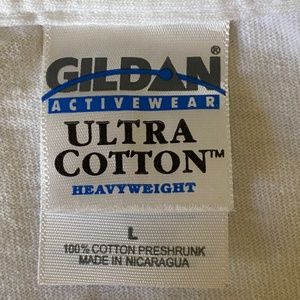 GILDAN®
ACTIVEWEAR
ULTRA
COTTON™
HEAVYWEIGHT
L
100% COTTON PRESHRUNK
MADE IN NICARAGUA